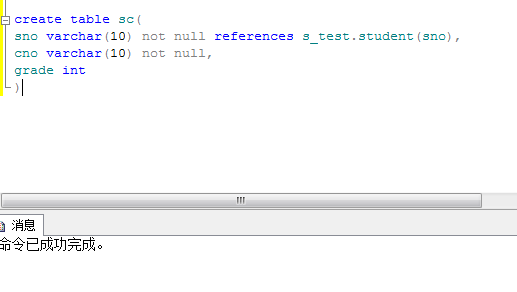 create table sc(
sno varchar(10) not null references s_test.student(sno),
cno varchar(10) not null,
grade int
)
消息
命令已成功完成。